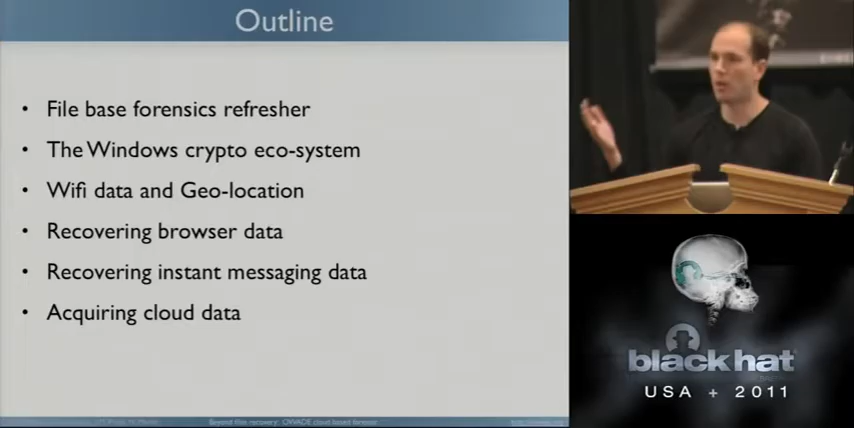 Outline
• File base forensics refresher
• The Windows crypto eco-system
• Wifi data and Geo-location
• Recovering browser data
• Recovering instant messaging data
• Acquiring cloud data
black hat
USA + 2011